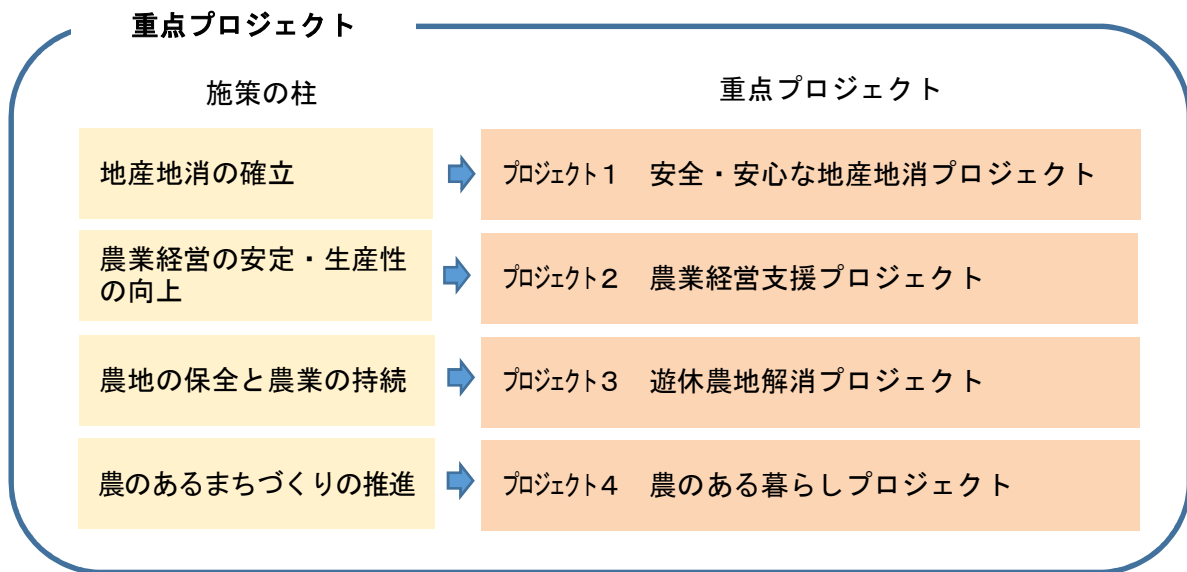 重点プロジェクト
施策の柱
重点プロジェクト
地産地消の確立
プロジェクト1 安全・安心な地産地消プロジェクト
農業経営の安定・生産性
の向上
プロジェクト2 農業経営支援プロジェクト
農地の保全と農業の持続
プロジェクト3 遊休農地解消プロジェクト
農のあるまちづくりの推進
プロジェクト4 農のある暮らしプロジェクト